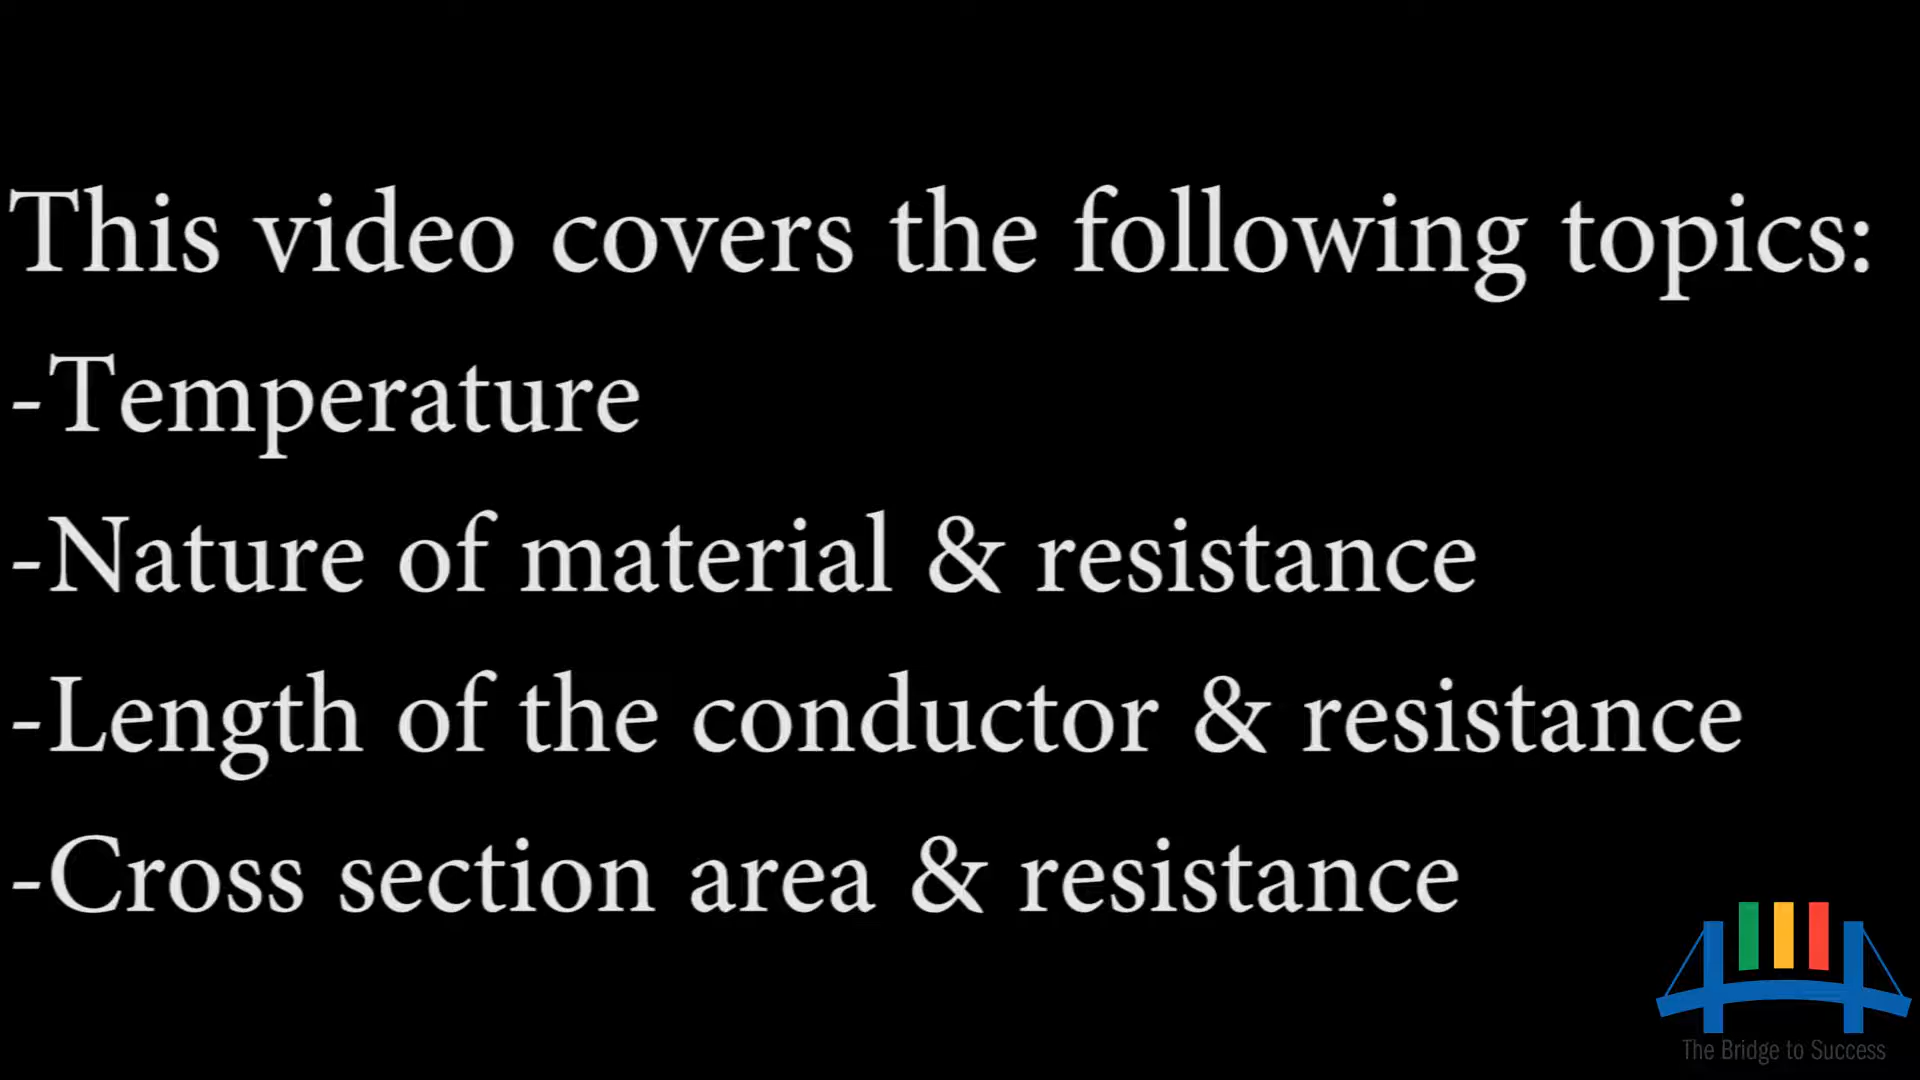 This video covers the following topics:
-Temperature
-Nature of material & resistance
-Length of the conductor & resistance
-Cross section area & resistance
The Bridge to Success